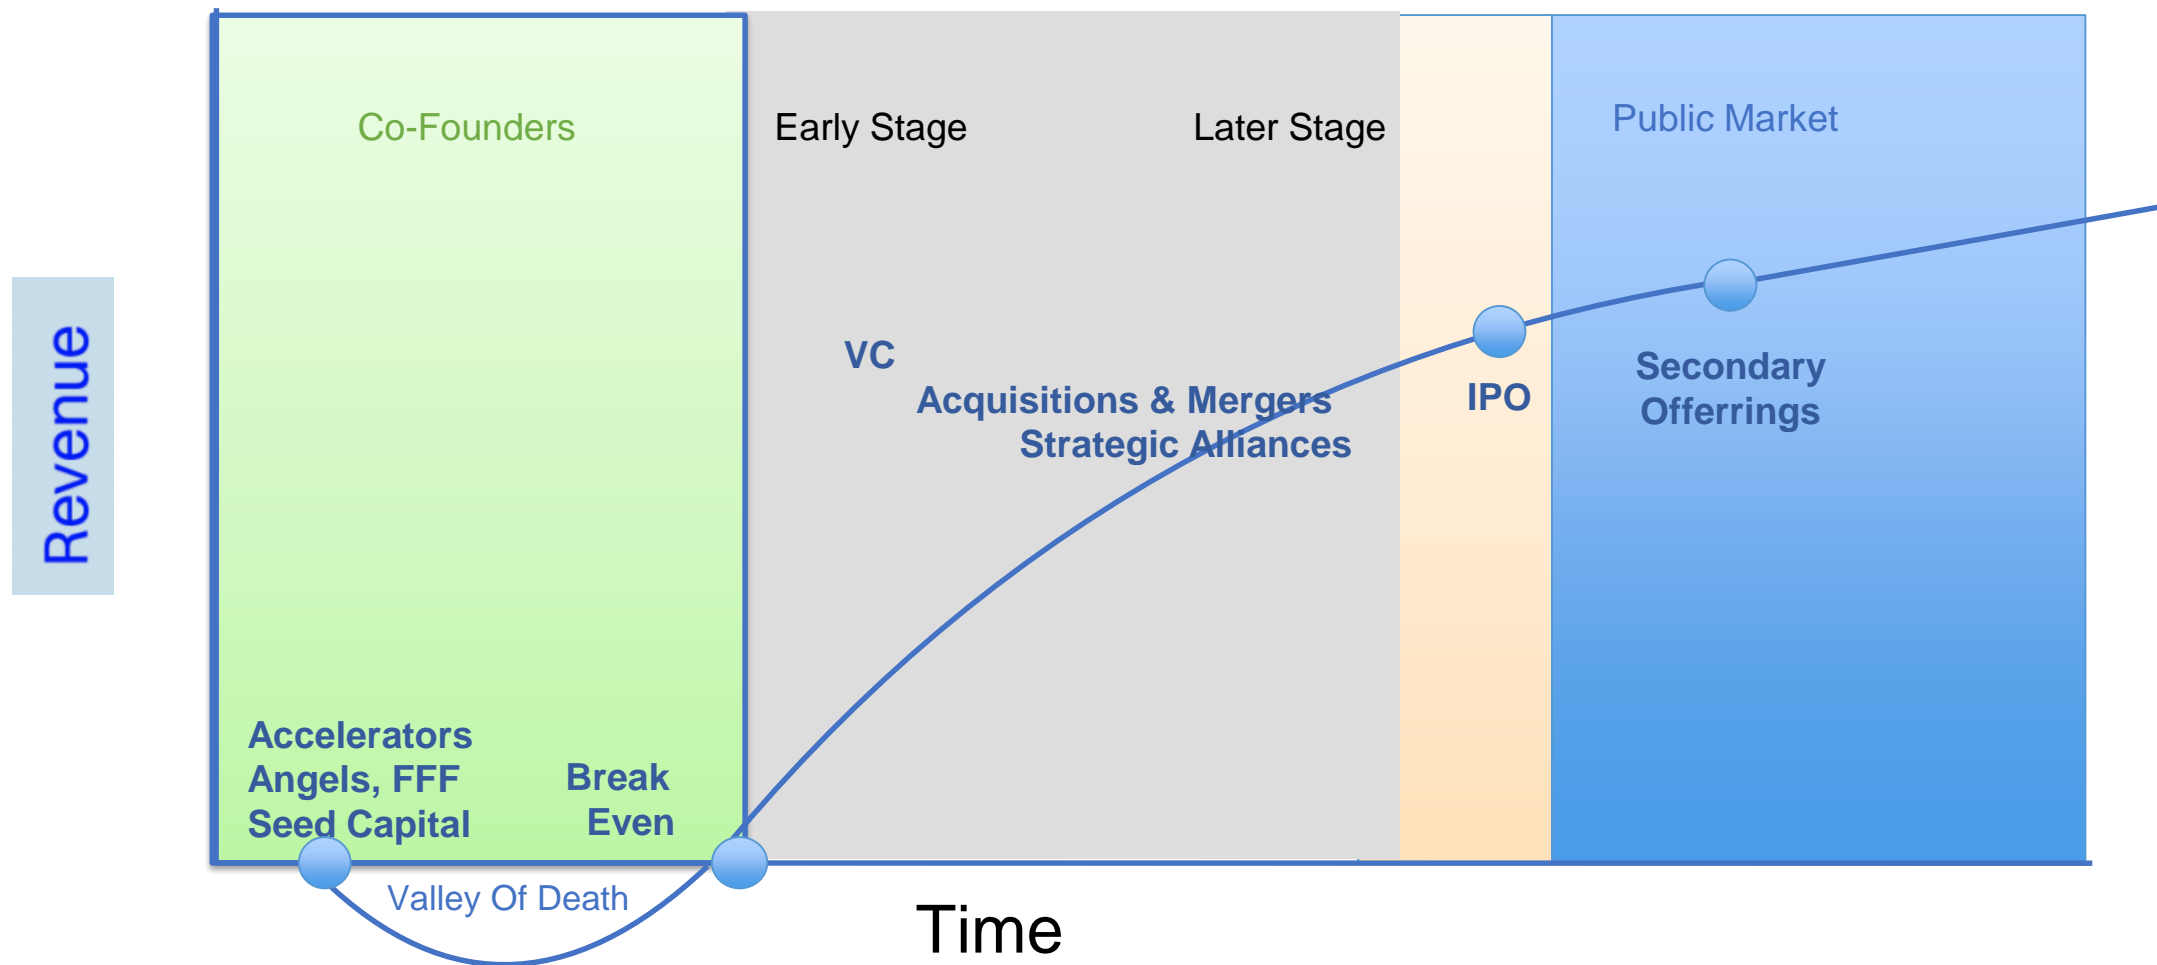 Co-Founders
Early Stage
Later Stage
Public Market
Revenue
VC
Acquisitions & Mergers
Strategic Alliances
IPO
Secondary
Offerrings
Accelerators
Angels, FFF
Seed Capital
Break
Even
Valley Of Death
Time